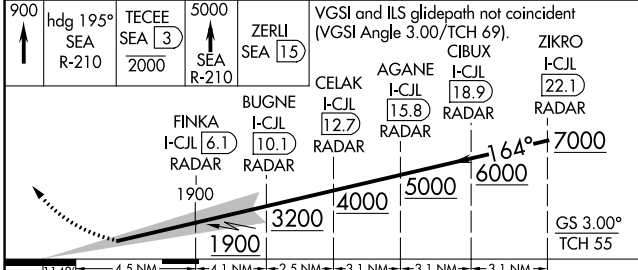 900
hdg 195°
SEA
R-210
TECEE
SEA 3
2000
5000
SEA
R-210
ZERLI
SEA 15
VGSI and ILS glidepath not coincident
(VGSI Angle 3.00/TCH 69).
ZIKRO
I-CJL
22.1
RADAR
CIBUX
I-CJL
18.9
RADAR
AGANE
I-CJL
15.8
RADAR
CELAK
I-CJL
12.7
RADAR
BUGNE
I-CJL
10.1
RADAR
FINKA
I-CJL 6.1
RADAR
1900
164°
7000
6000
5000
4000
3200
1900
GS 3.00°
TCH 55
4.5 NM
4.1 NM
2.5 NM
3.1 NM
3.1 NM
3.1 NM